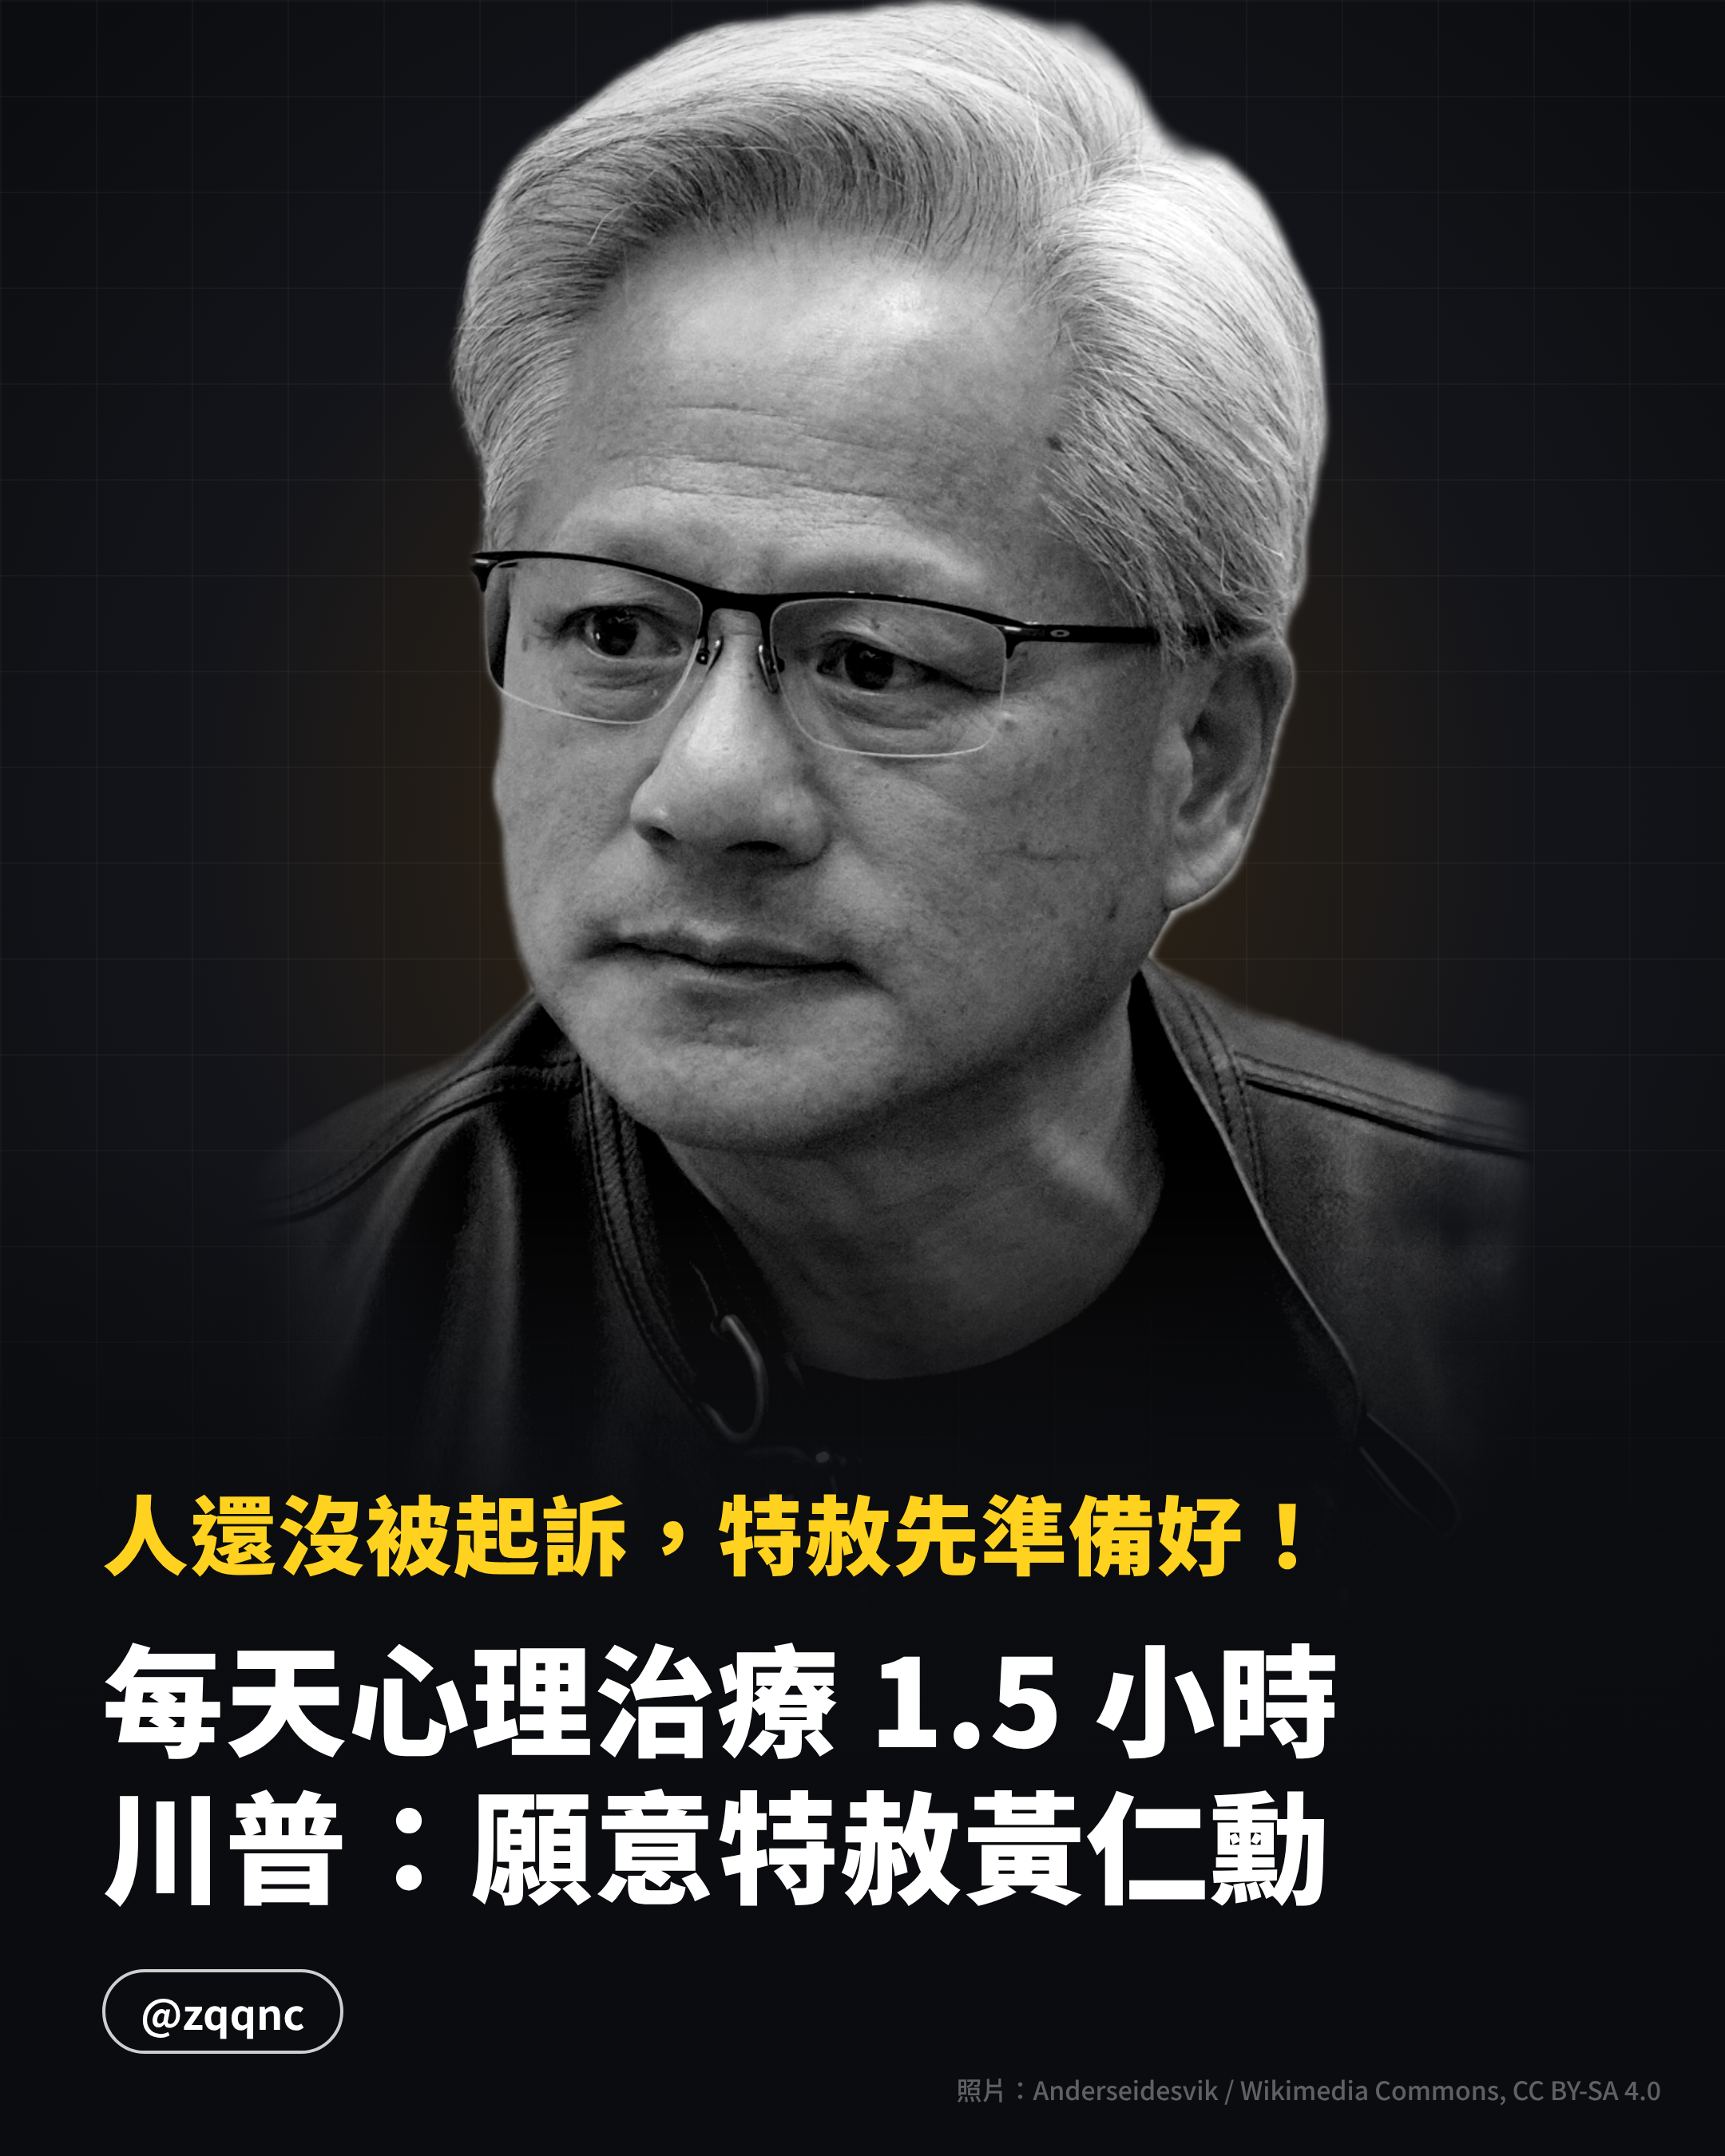 人還沒被起訴，特赦先準備好！
每天心理治療 1.5 小時
川普：願意特赦黃仁勳
@zqqnc
照片：Anderseidesvik / Wikimedia Commons, CC BY-SA 4.0